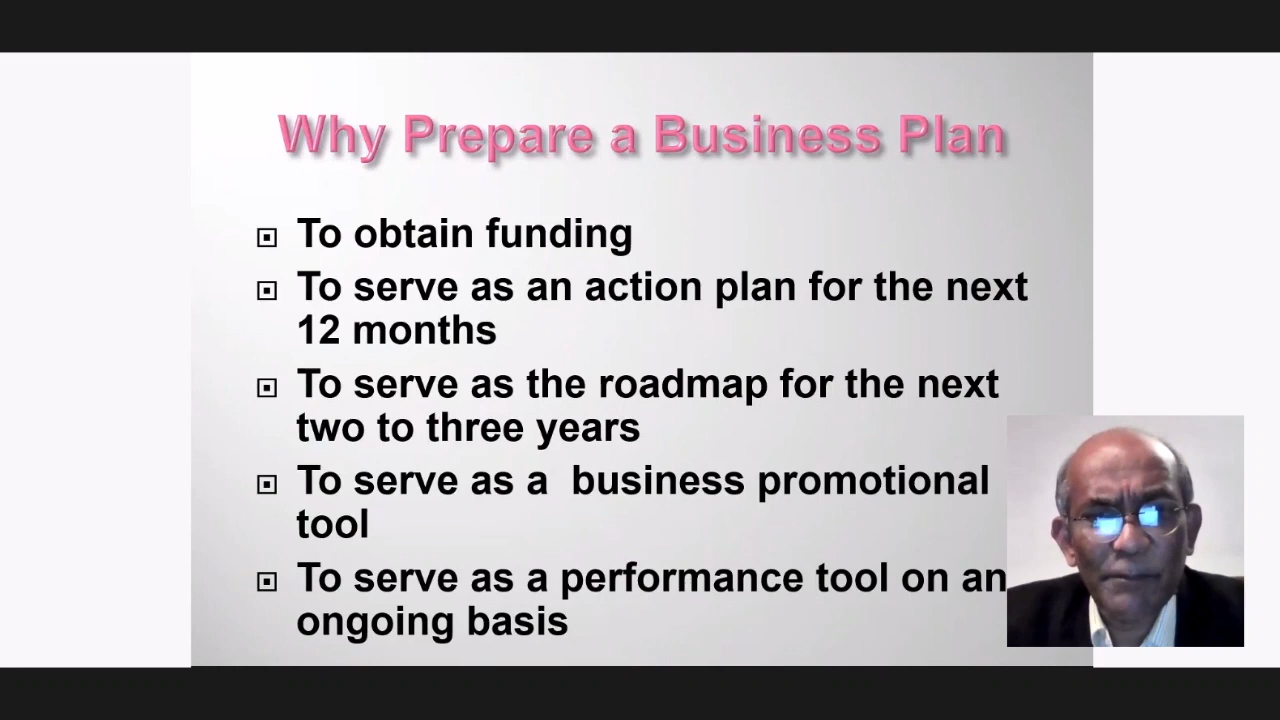 Why Prepare a Business Plan
To obtain funding
To serve as an action plan for the next
12 months
To serve as the roadmap for the next
two to three years
To serve as a  business promotional
tool
To serve as a performance tool on an
ongoing basis